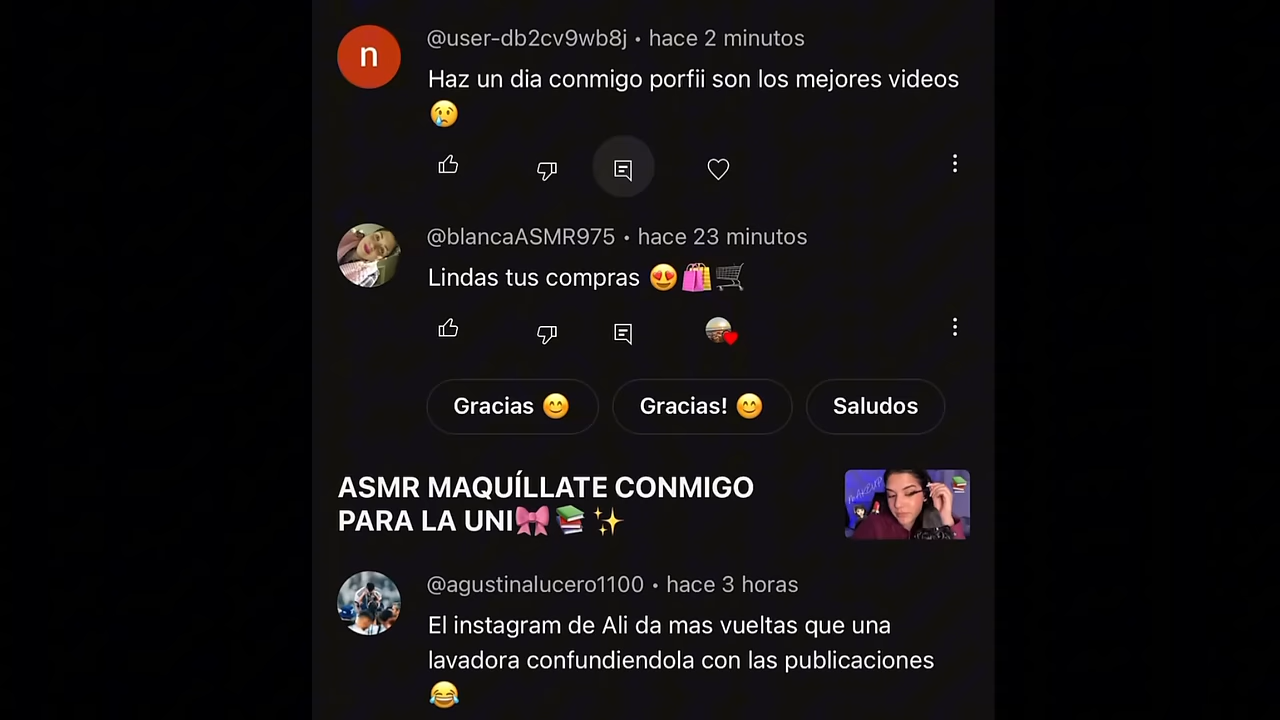 n
@user-db2cv9wb8j • hace 2 minutos
Haz un dia conmigo porfii son los mejores videos
😢
@blancaASMR975 • hace 23 minutos
Lindas tus compras 😍🛍️🛒
Gracias 😊
Gracias! 😊
Saludos
ASMR MAQUÍLLATE CONMIGO
PARA LA UNI🎀📚✨
MAKEUP
@agustinalucero1100 • hace 3 horas
El instagram de Ali da mas vueltas que una
lavadora confundiendola con las publicaciones
😂